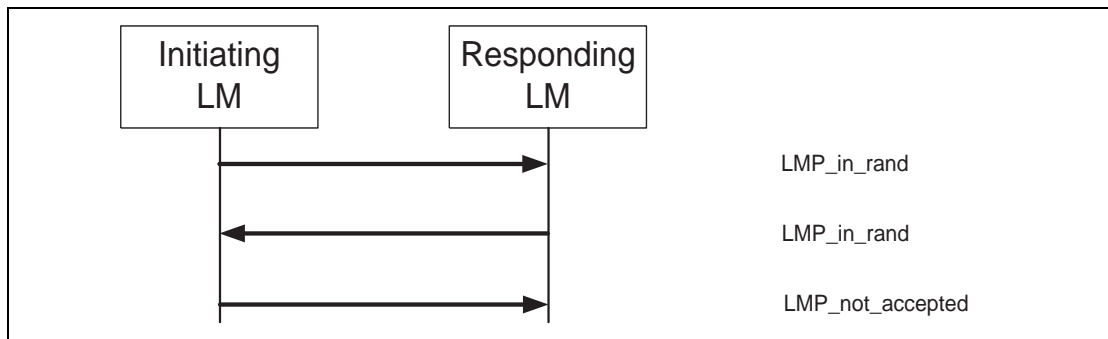 Initiating
LM
Responding
LM
LMP_in_rand
LMP_in_rand
LMP_not_accepted